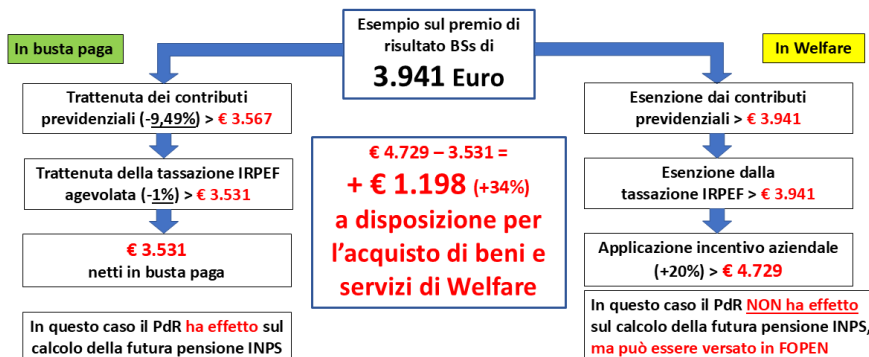 Esempio sul premio di
risultato BSs di
3.941 Euro
In busta paga
Trattenuta dei contributi
previdenziali (-9,49%) > € 3.567
Trattenuta della tassazione IRPEF
agevolata (-1%) > € 3.531
€ 3.531
netti in busta paga
In questo caso il PdR ha effetto sul
calcolo della futura pensione INPS
€ 4.729 – 3.531 =
+ € 1.198 (+34%)
a disposizione per
l’acquisto di beni e
servizi di Welfare
In Welfare
Esenzione dai contributi
previdenziali > € 3.941
Esenzione dalla
tassazione IRPEF > € 3.941
Applicazione incentivo aziendale
(+20%) > € 4.729
In questo caso il PdR NON ha effetto
sul calcolo della futura pensione INPS,
ma può essere versato in FOPEN